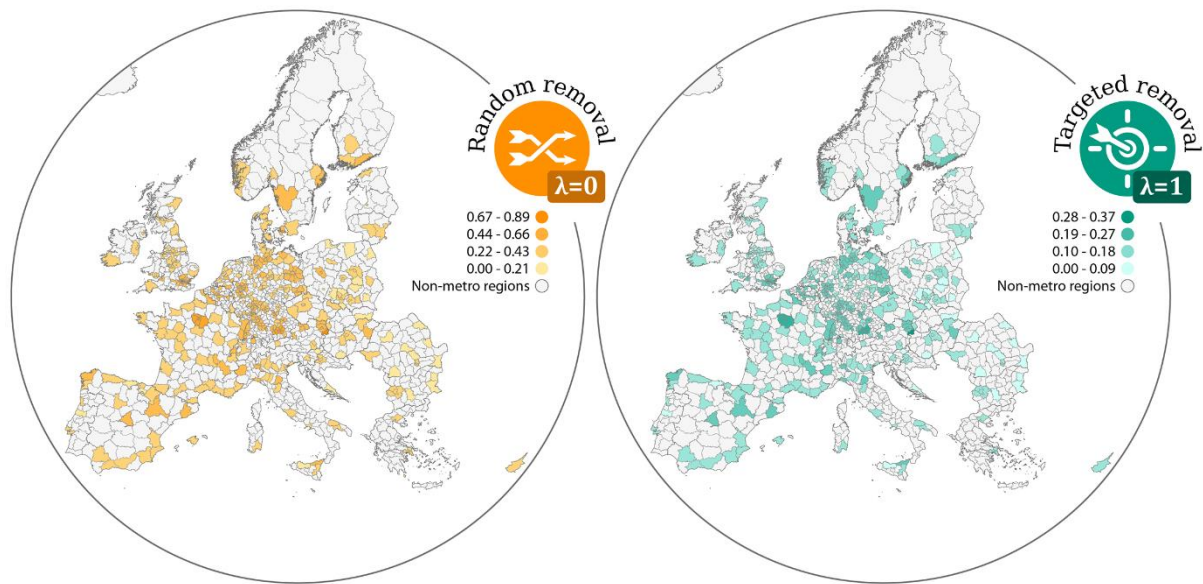 Random removal
λ=0
0.67 - 0.89
0.44 - 0.66
0.22 - 0.43
0.00 - 0.21
Non-metro regions
Targeted removal
λ=1
0.28 - 0.37
0.19 - 0.27
0.10 - 0.18
0.00 - 0.09
Non-metro regions